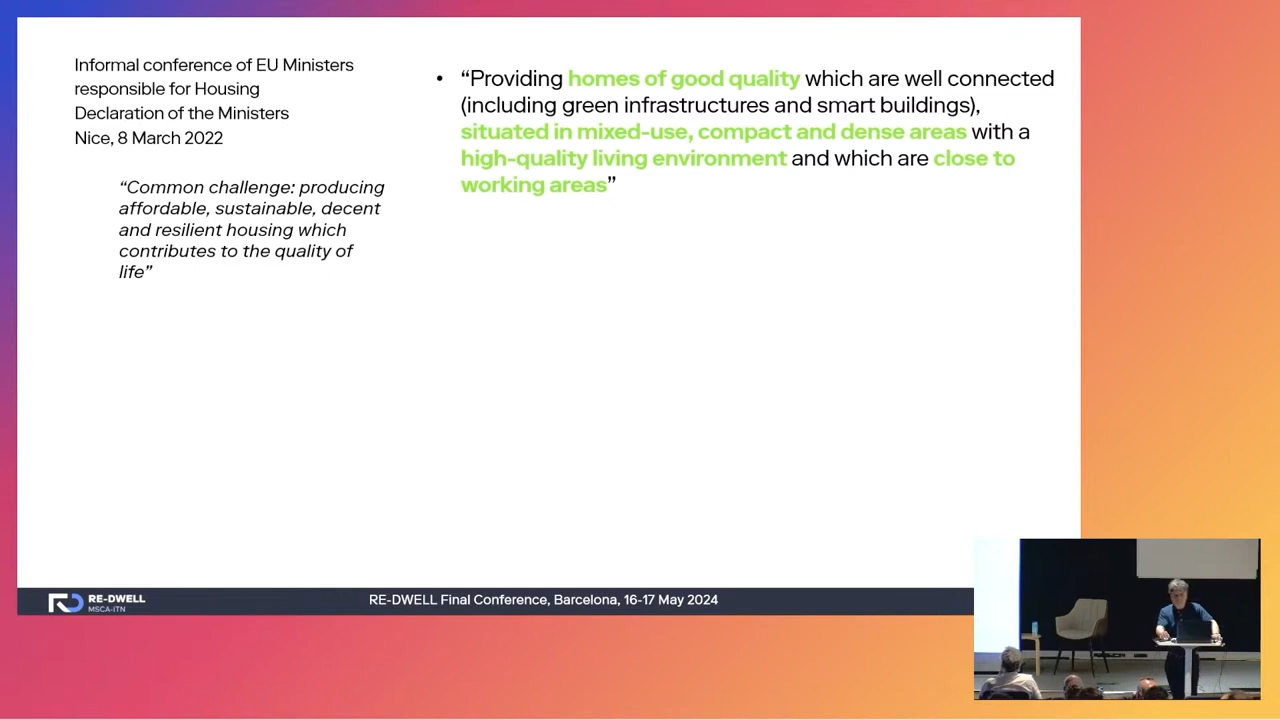 Informal conference of EU Ministers
responsible for Housing
Declaration of the Ministers
Nice, 8 March 2022
“Common challenge: producing
affordable, sustainable, decent
and resilient housing which
contributes to the quality of
life”
• “Providing homes of good quality which are well connected
(including green infrastructures and smart buildings),
situated in mixed-use, compact and dense areas with a
high-quality living environment and which are close to
working areas”
RE-DWELL
MSCA-ITN
RE-DWELL Final Conference, Barcelona, 16-17 May 2024